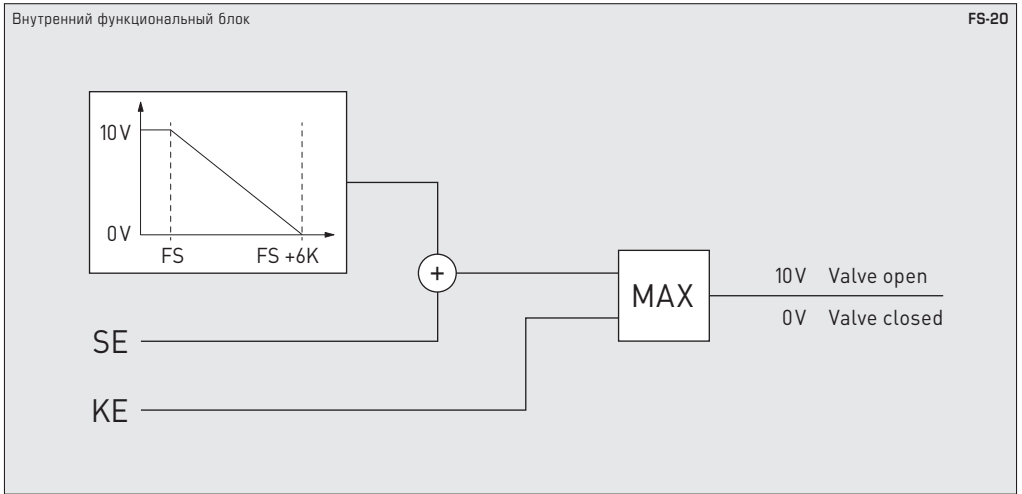 Внутренний функциональный блок FS-20
10 V
0 V
FS FS +6K
+
SE
KE
MAX
10 V Valve open
0 V Valve closed